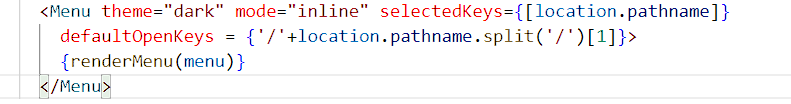 <Menu theme="dark" mode="inline" selectedKeys={[location.pathname]}
defaultOpenKeys = {'/'+location.pathname.split('/')[1]}>
{renderMenu(menu)}
</Menu>